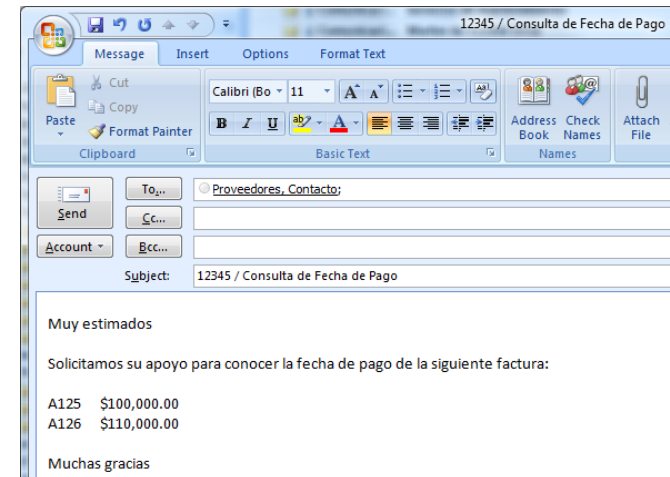 12345 / Consulta de Fecha de Pago
Message Insert Options Format Text
Cut
Copy
Format Painter
Paste
Clipboard
Calibri (Bo 11 A A
B I U ab A
Basic Text
Address Book
Check Names
Names
Attach File
Send
To...
Proveedores, Contacto;
Cc...
Account
Bcc...
Subject: 12345 / Consulta de Fecha de Pago
Muy estimados
Solicitamos su apoyo para conocer la fecha de pago de la siguiente factura:
A125 $100,000.00
A126 $110,000.00
Muchas gracias